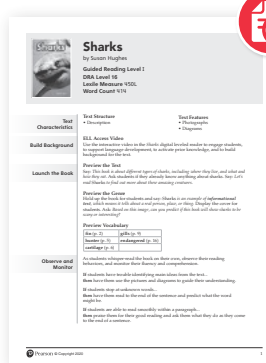 Sharks
Sharks
by Susan Hughes
Guided Reading Level I
DRA Level 16
Lexile Measure 450L
Word Count 414
Text
Characteristics
Text Structure
• Description
Text Features
• Photographs
• Diagrams
Build Background
ELL Access Video
Use the interactive video in the Sharks digital leveled reader to engage students,
to support language development, to activate prior knowledge, and to build
background for the text.
Launch the Book
Preview the Text
Say: This book is about different types of sharks, including where they live, and what and
how they eat. Ask students if they already know anything about sharks. Say: Let's
read Sharks to find out more about these amazing creatures.
Preview the Genre
Hold up the book for students and say: Sharks is an example of informational
text, which means it tells about a real person, place, or thing. Display the cover for
students. Ask: Based on this image, can you predict if this book will show sharks to be
scary or interesting?
Preview Vocabulary
fin (p. 2)
gills (p. 9)
hunter (p. 3)
endangered (p. 16)
cartilage (p. 6)
Observe and
Monitor
As students whisper-read the book on their own, observe their reading
behaviors, and monitor their fluency and comprehension.
If students have trouble identifying main ideas from the text...
then have them use the pictures and diagrams to guide their understanding.
If students stop at unknown words...
then have them read to the end of the sentence and predict what the word
might be.
If students are able to read smoothly within a paragraph...
then praise them for their good reading and ask them what they do as they come
to the end of a sentence.
Pearson © Copyright 2020
1